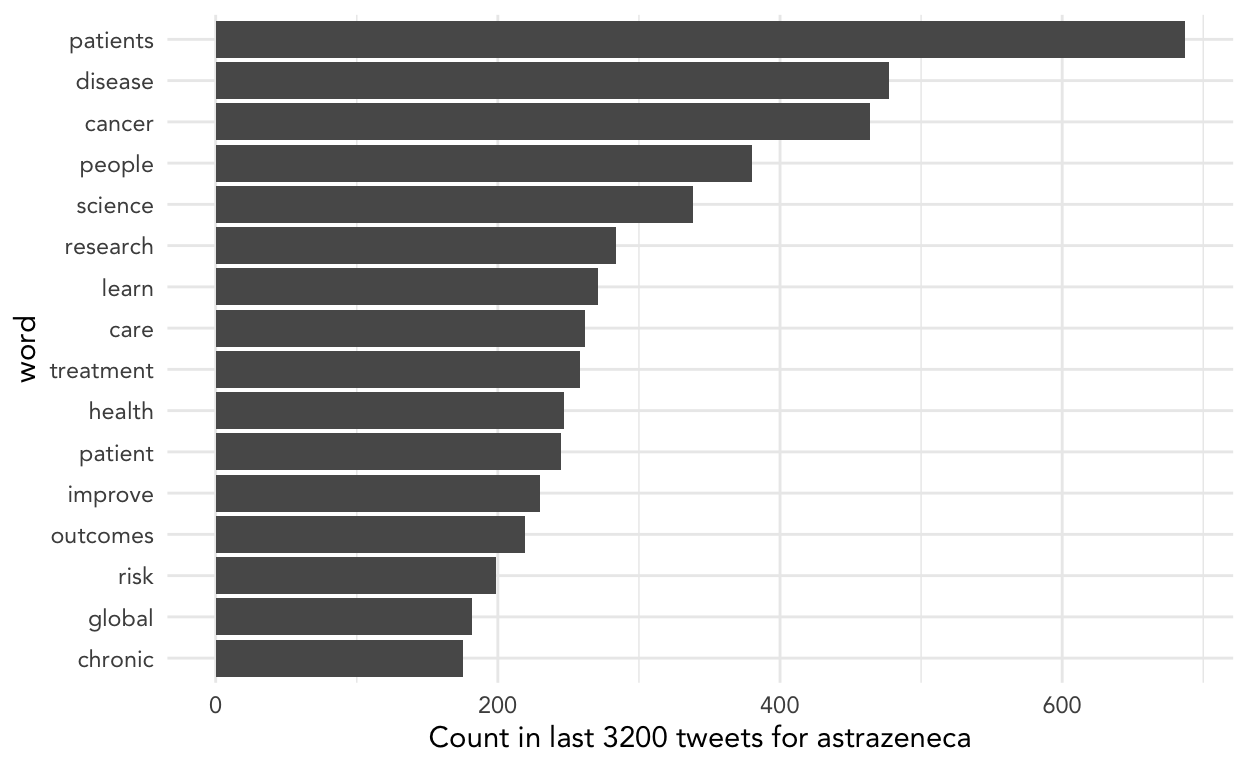 patients
disease
cancer
people
science
research
learn
care
treatment
health
patient
improve
outcomes
risk
global
chronic
word
0 200 400 600
Count in last 3200 tweets for astrazeneca